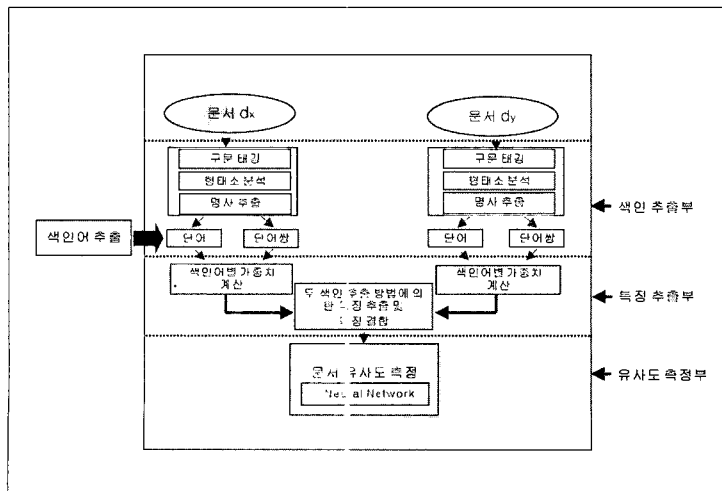 문서 dx
문서 dy
구문 태깅
형태소 분석
명사 추출
구문 태깅
형태소 분석
명사 추출
색인 추출부
색인어 추출
단어
단어쌍
단어
단어쌍
색인어별 가중치
계산
색인어별 가중치
계산
두 색인 추출 방법에 의
한 특징 추출 및
특징 결합
특징 추출부
문서 유사도 측정
Neural Network
유사도 측정부